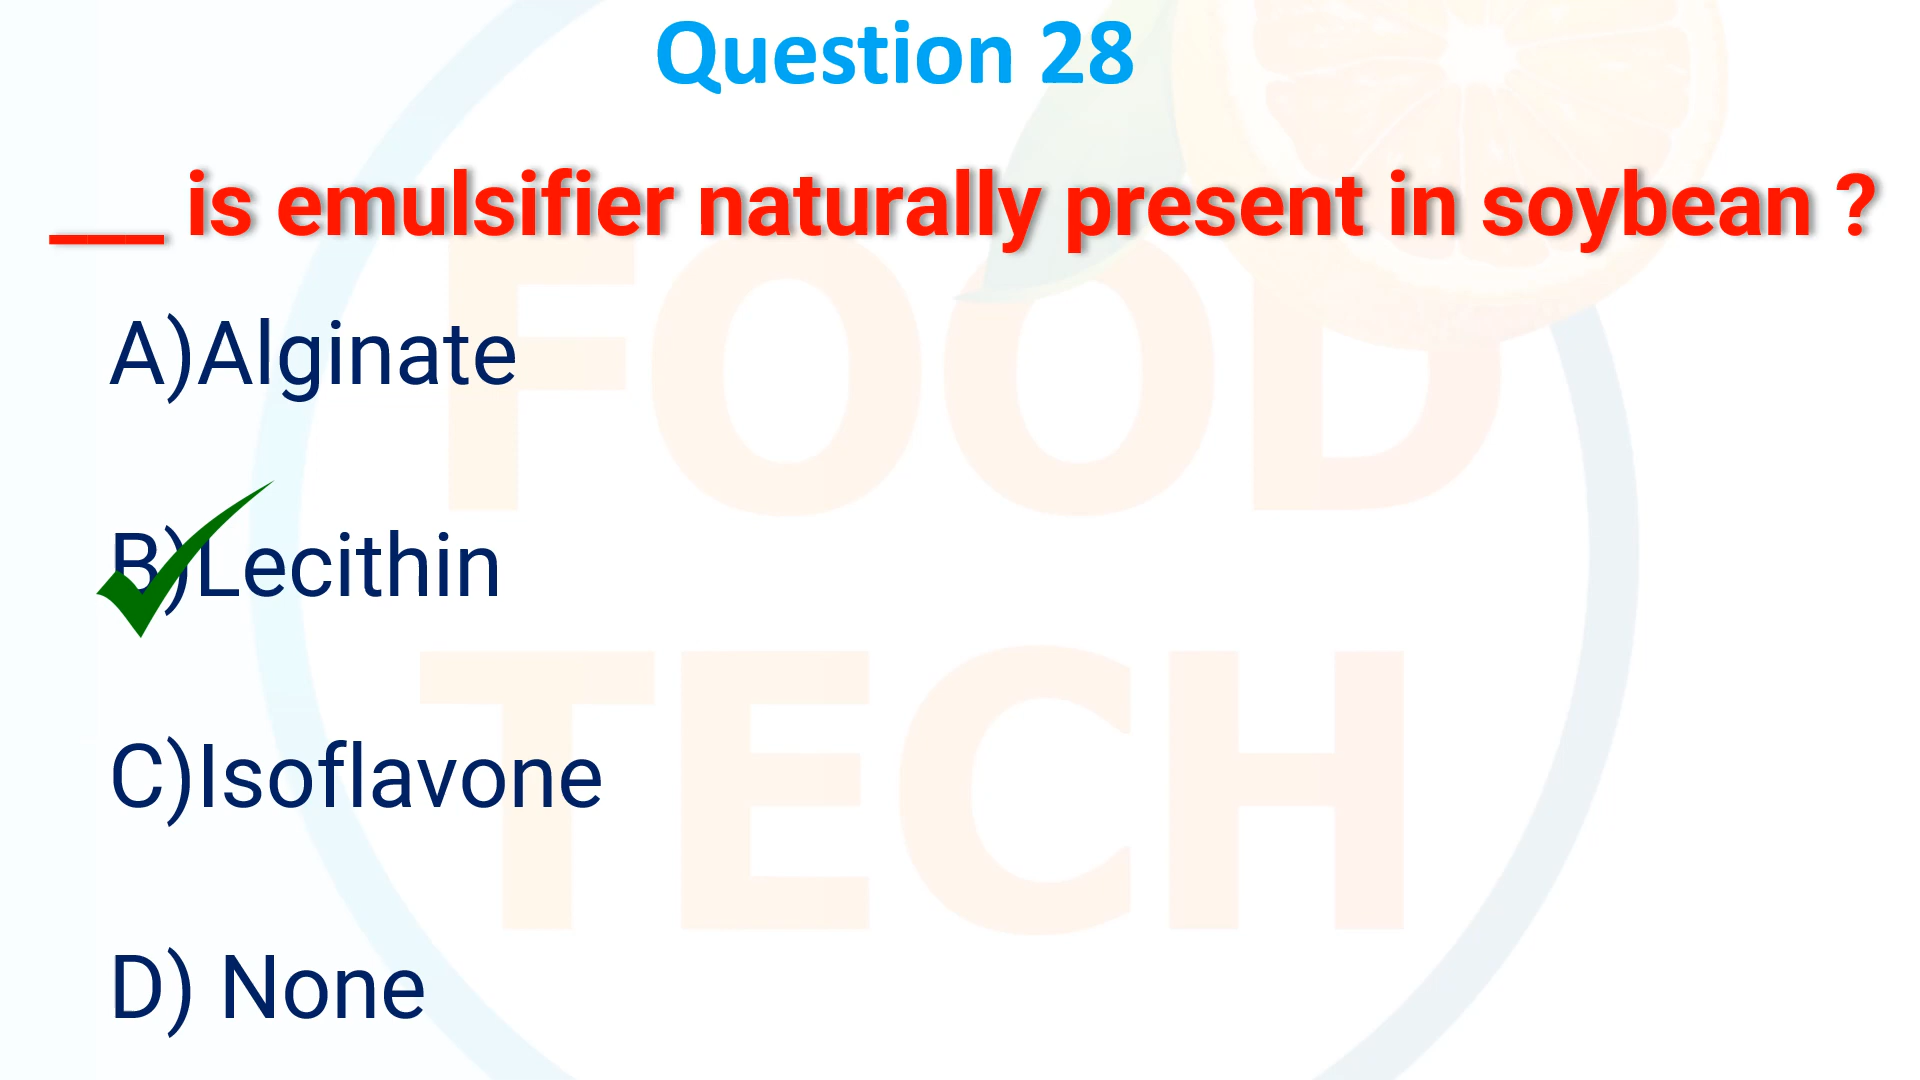 Question 28
___ is emulsifier naturally present in soybean ?
A)Alginate
B)Lecithin
C)Isoflavone
D) None
FOOD
TECH